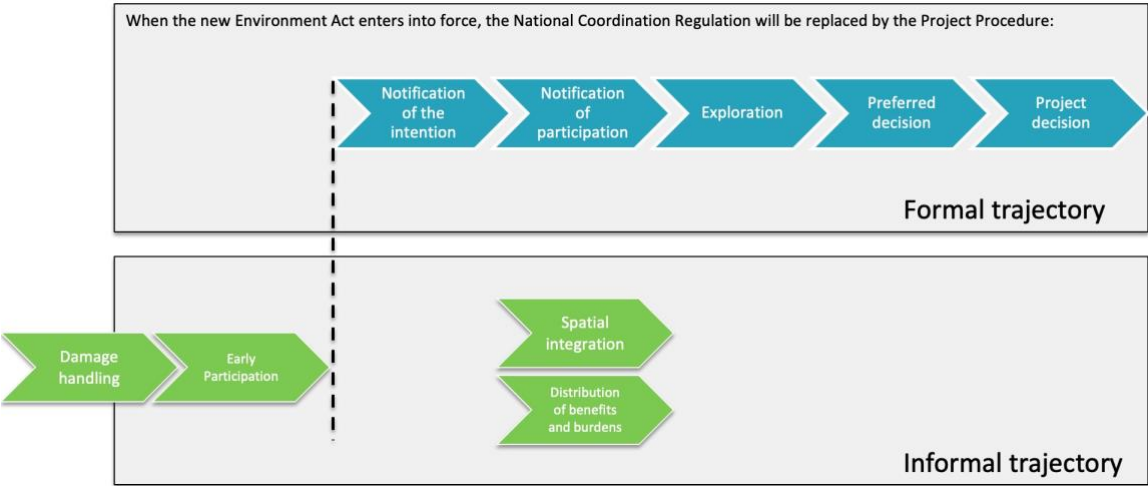 When the new Environment Act enters into force, the National Coordination Regulation will be replaced by the Project Procedure:
Notification
of the
intention
Notification
of
participation
Exploration
Preferred
decision
Project
decision
Formal trajectory
Damage
handling
Early
Participation
Spatial
integration
Distribution
of benefits
and burdens
Informal trajectory